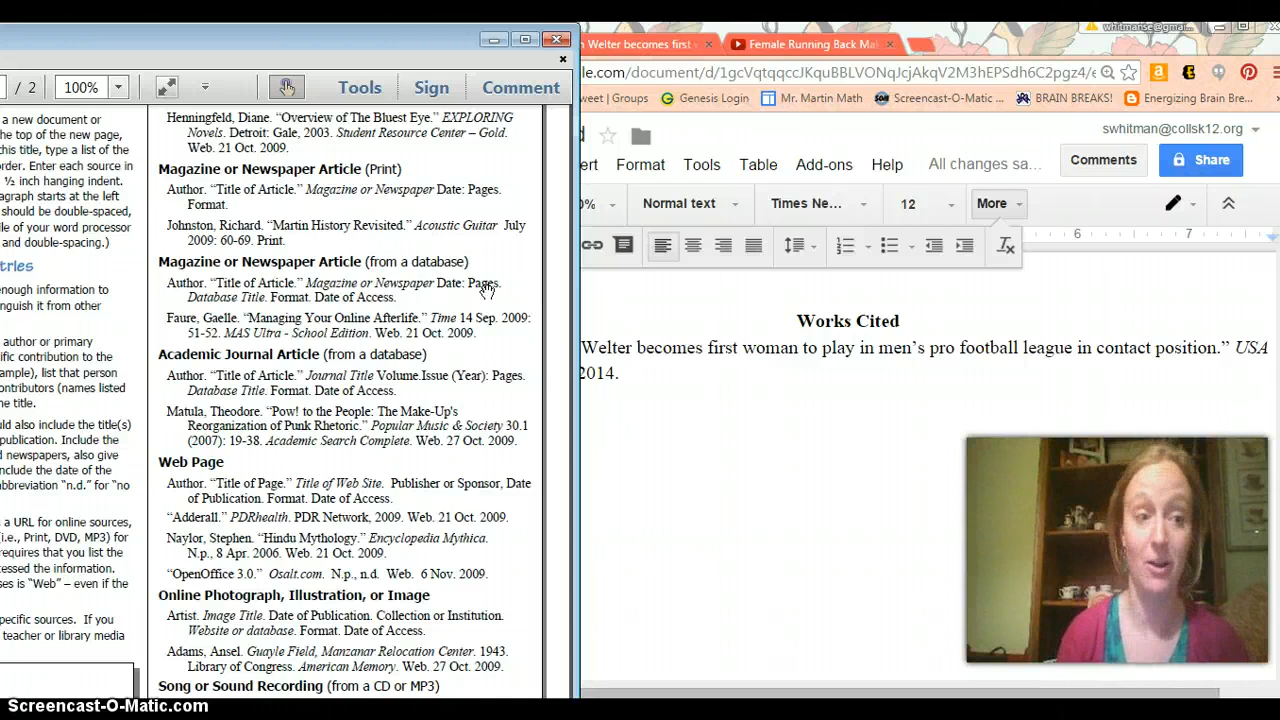 whitmarise@gmai...
n Welter becomes first
Female Running Back Ma
le.com/document/d/1gcVqtqqccJKquBBLVONqJcjAkqV2M3hEPSdh6C2pgz4/e
weet | Groups
Genesis Login
Mr. Martin Math
Screencast-O-Matic ...
BRAIN BREAKS!
Energizing Brain Bre...
/ 2
100%
Tools
Sign
Comment
swhitman@collsk12.org
ert
Format
Tools
Table
Add-ons
Help
All changes sa...
Comments
Share
0%
Normal text
Times Ne...
12
More
6
7
a new document or
the top of the new page,
this title, type a list of the
order. Enter each source in
½ inch hanging indent.
agraph starts at the left
should be double-spaced,
ile of your word processor
and double-spacing.)
tries
enough information to
nguish it from other
author or primary
ific contribution to the
ample), list that person
ntributors (names listed
he title.
uld also include the title(s)
publication. Include the
d newspapers, also give
nclude the date of the
bbreviation “n.d.” for “no
a URL for online sources,
(i.e., Print, DVD, MP3) for
requires that you list the
cessed the information.
ses is “Web” – even if the
pecific sources. If you
teacher or library media
Henningfeld, Diane. “Overview of The Bluest Eye.” EXPLORING
Novels. Detroit: Gale, 2003. Student Resource Center – Gold.
Web. 21 Oct. 2009.
Magazine or Newspaper Article (Print)
Author. “Title of Article.” Magazine or Newspaper Date: Pages.
Format.
Johnston, Richard. “Martin History Revisited.” Acoustic Guitar July
2009: 60-69. Print.
Magazine or Newspaper Article (from a database)
Author. “Title of Article.” Magazine or Newspaper Date: Pages.
Database Title. Format. Date of Access.
Faure, Gaelle. “Managing Your Online Afterlife.” Time 14 Sep. 2009:
51-52. MAS Ultra - School Edition. Web. 21 Oct. 2009.
Academic Journal Article (from a database)
Author. “Title of Article.” Journal Title Volume.Issue (Year): Pages.
Database Title. Format. Date of Access.
Matula, Theodore. “Pow! to the People: The Make-Up's
Reorganization of Punk Rhetoric.” Popular Music & Society 30.1
(2007): 19-38. Academic Search Complete. Web. 27 Oct. 2009.
Web Page
Author. “Title of Page.” Title of Web Site. Publisher or Sponsor, Date
of Publication. Format. Date of Access.
“Adderall.” PDRhealth. PDR Network, 2009. Web. 21 Oct. 2009.
Naylor, Stephen. “Hindu Mythology.” Encyclopedia Mythica.
N.p., 8 Apr. 2006. Web. 21 Oct. 2009.
“OpenOffice 3.0.” Osalt.com. N.p., n.d. Web. 6 Nov. 2009.
Online Photograph, Illustration, or Image
Artist. Image Title. Date of Publication. Collection or Institution.
Website or database. Format. Date of Access.
Adams, Ansel. Guayle Field, Manzanar Relocation Center. 1943.
Library of Congress. American Memory. Web. 27 Oct. 2009.
Song or Sound Recording (from a CD or MP3)
Works Cited
Welter becomes first woman to play in men’s pro football league in contact position.” USA
2014.
Screencast-O-Matic.com